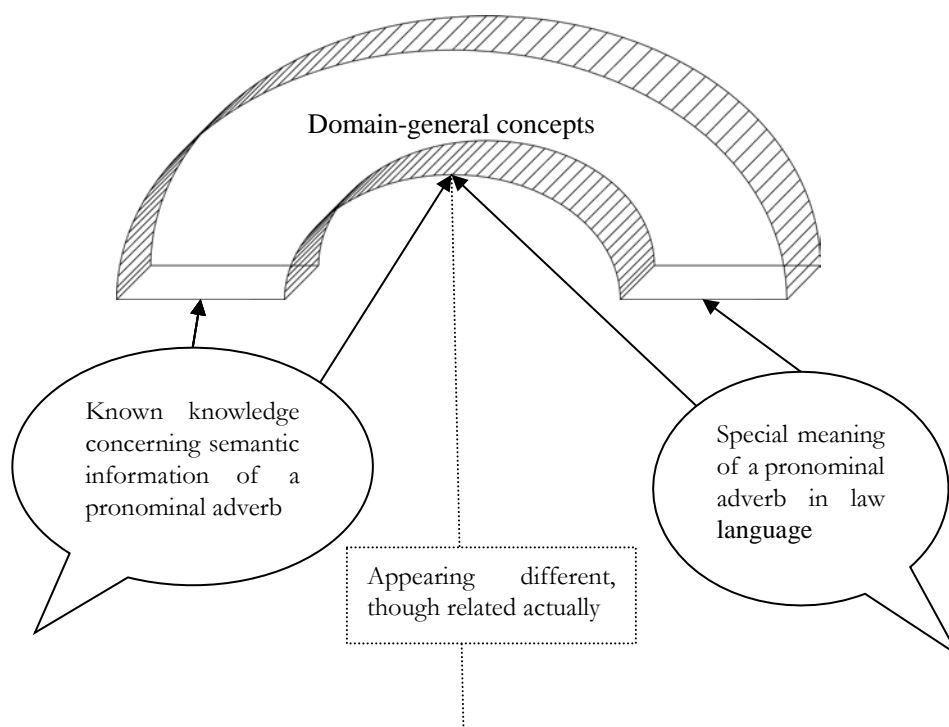 Domain-general concepts
Known knowledge
concerning semantic
information of a
pronominal adverb
Special meaning
of a pronominal
adverb in law
language
Appearing different,
though related actually